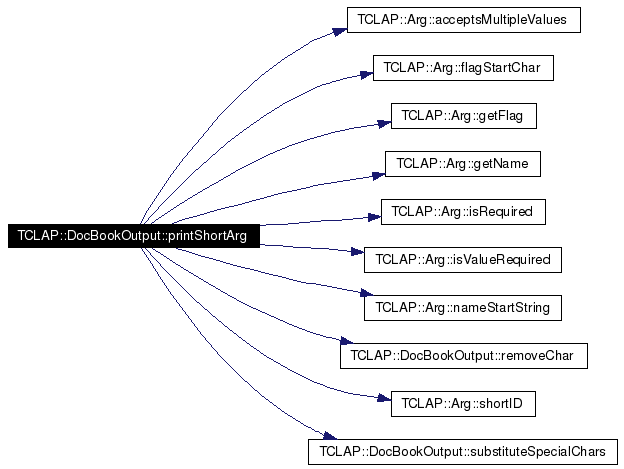 TCLAP::Arg::acceptsMultipleValues
TCLAP::Arg::flagStartChar
TCLAP::Arg::getFlag
TCLAP::Arg::getName
TCLAP::Arg::isRequired
TCLAP::DocBookOutput::printShortArg
TCLAP::Arg::isValueRequired
TCLAP::Arg::nameStartString
TCLAP::DocBookOutput::removeChar
TCLAP::Arg::shortID
TCLAP::DocBookOutput::substituteSpecialChars